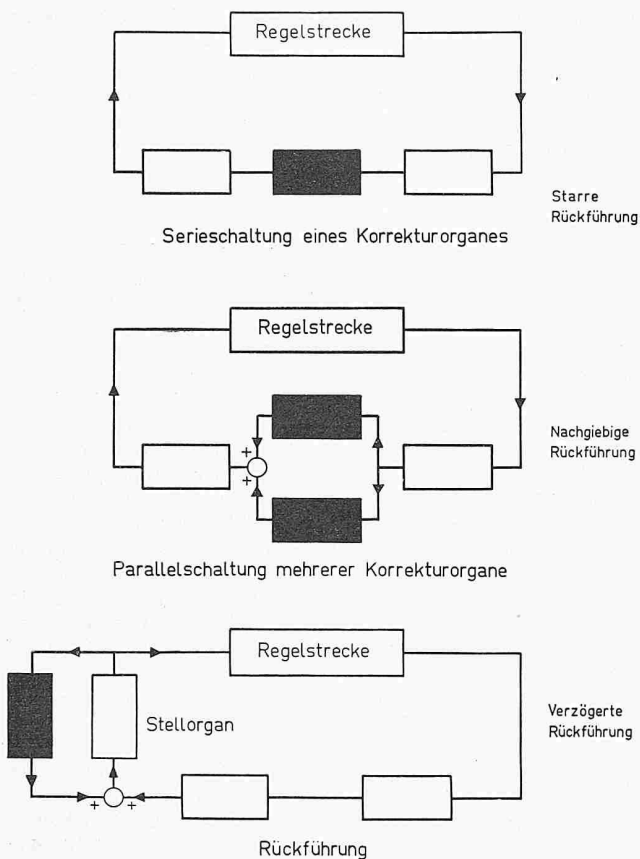 Regelstrecke
Starre
Rückführung
Serieschaltung eines Korrekturorganes
Regelstrecke
+
+
Nachgiebige
Rückführung
Parallelschaltung mehrerer Korrekturorgane
Regelstrecke
Stellorgan
Verzögerte
Rückführung
+ +
Rückführung